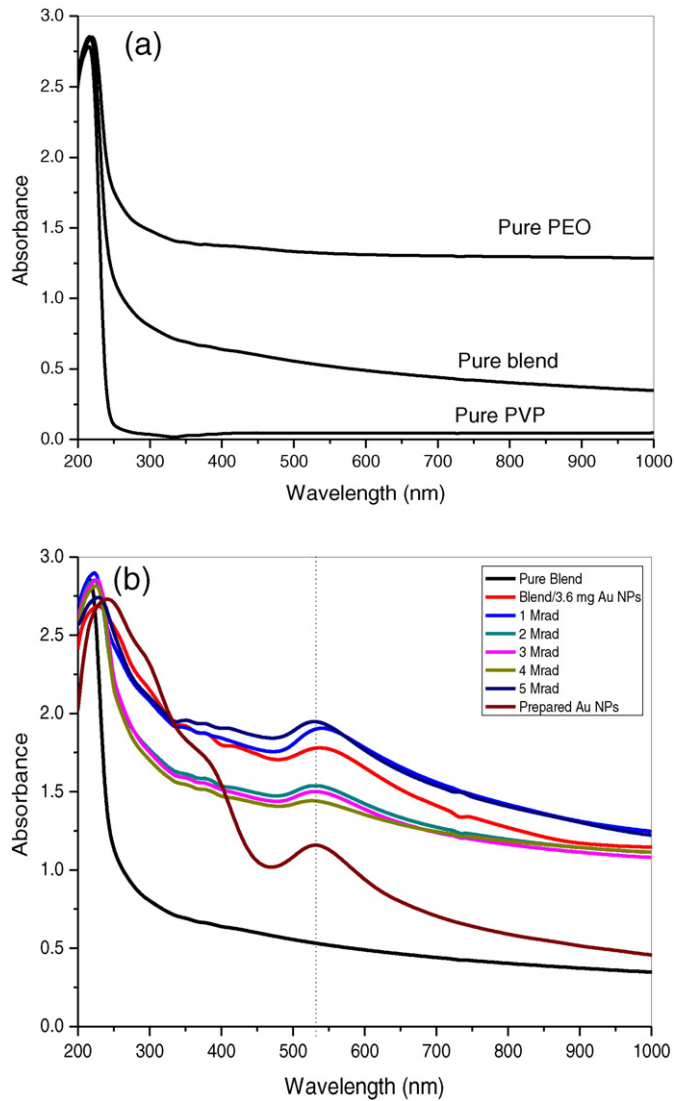 (a)
3.0
2.5
2.0
1.5
1.0
0.5
0.0
Absorbance
Pure PEO
Pure blend
Pure PVP
200 300 400 500 600 700 800 900 1000
Wavelength (nm)
(b)
3.0
2.5
2.0
1.5
1.0
0.5
0.0
Absorbance
Pure Blend
Blend/3.6 mg Au NPs
1 Mrad
2 Mrad
3 Mrad
4 Mrad
5 Mrad
Prepared Au NPs
200 300 400 500 600 700 800 900 1000
Wavelength (nm)